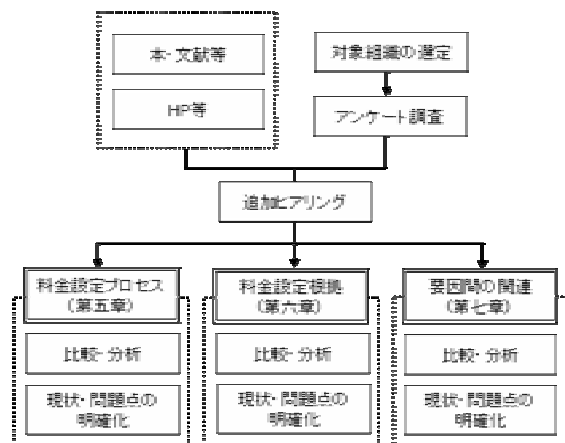 本・文献等
HP等
対象組織の選定
アンケート調査
追加ヒアリング
料金設定プロセス
(第五章)
比較・分析
現状・問題点の
明確化
料金設定根拠
(第六章)
比較・分析
現状・問題点の
明確化
要因間の関連
(第七章)
比較・分析
現状・問題点の
明確化